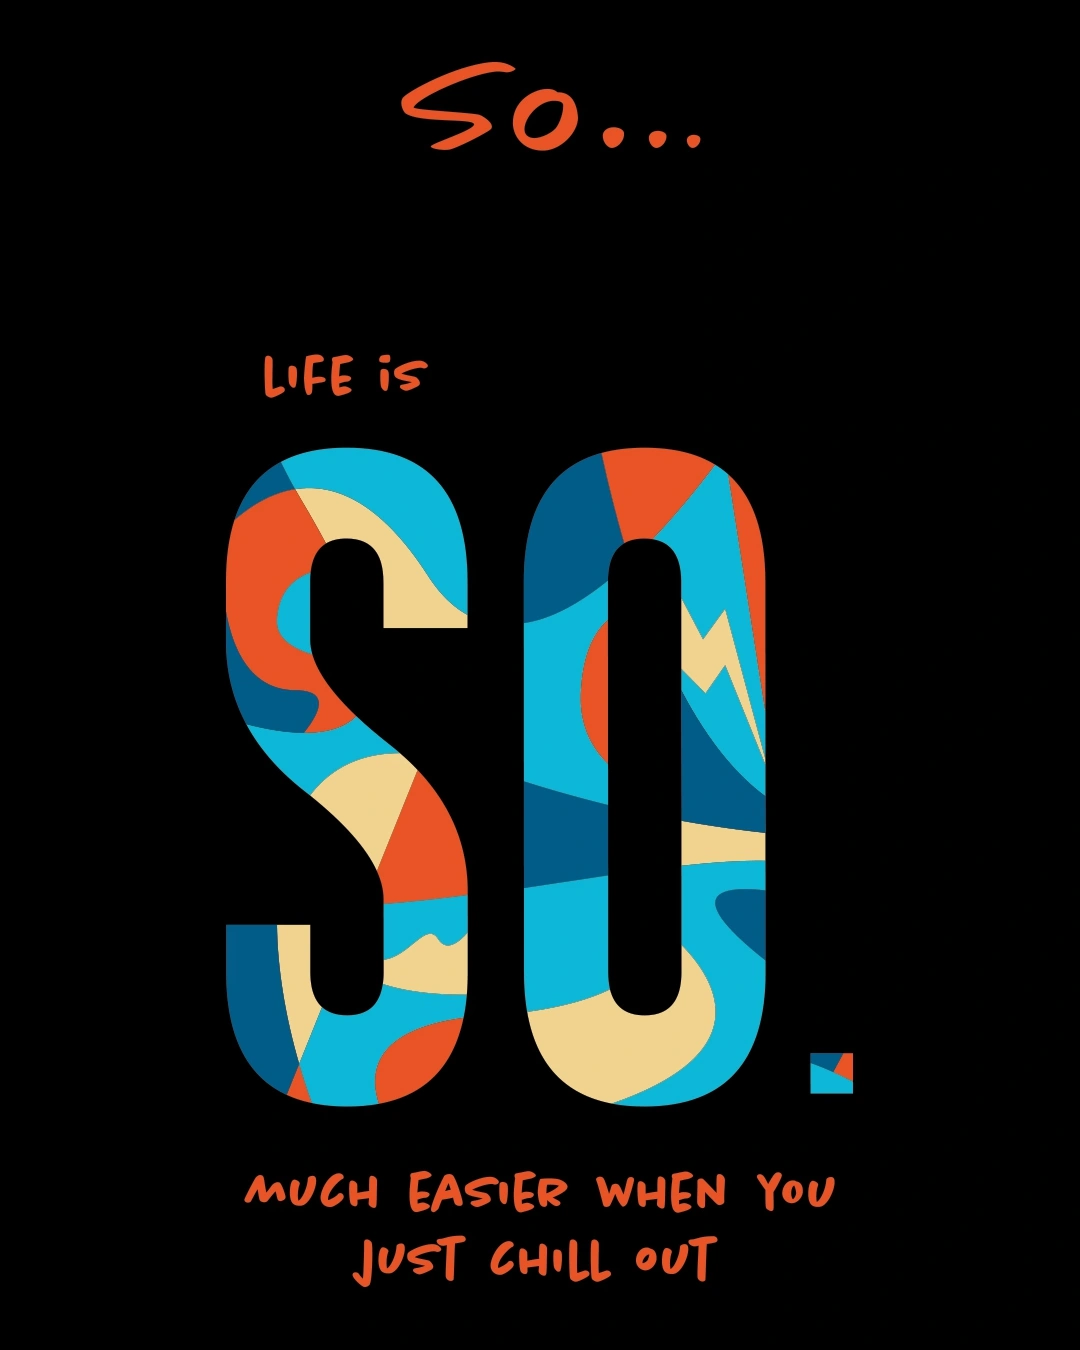 So...
LIFE iS
SO.
MUCH EASIER WHEN YOU
JUST CHILL OUT